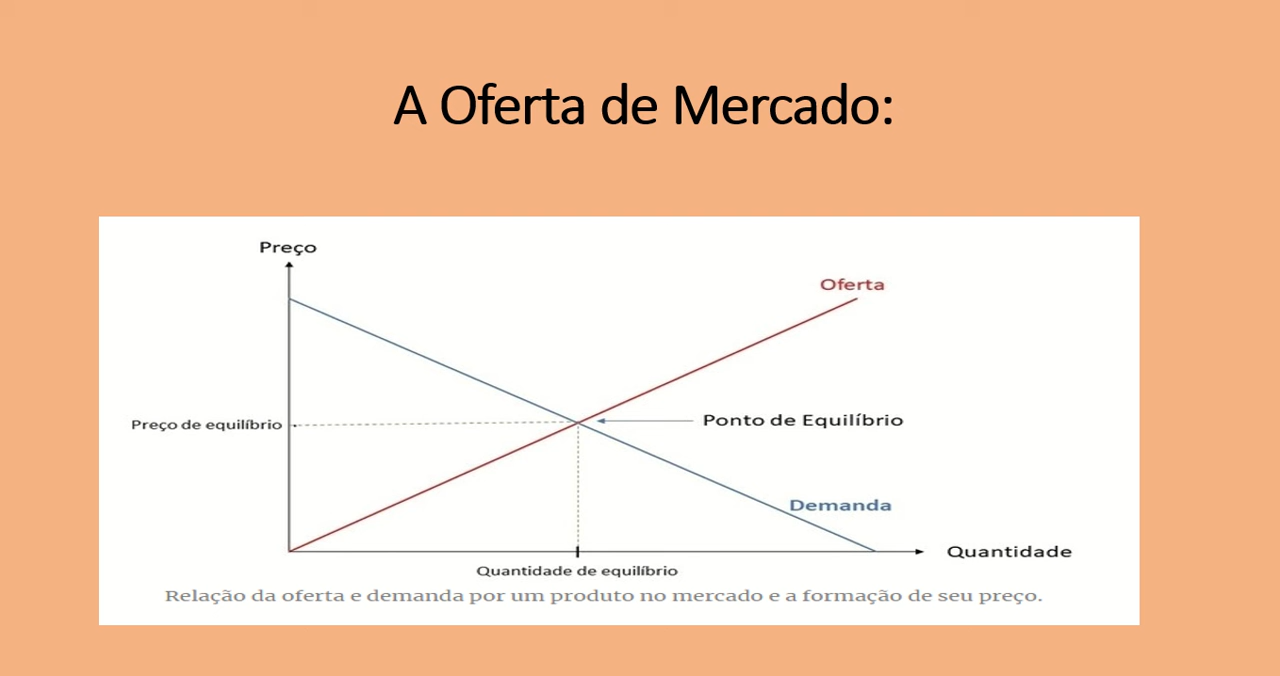 A Oferta de Mercado:
Preço
Oferta
Preço de equilíbrio
Ponto de Equilíbrio
Demanda
Quantidade
Quantidade de equilíbrio
Relação da oferta e demanda por um produto no mercado e a formação de seu preço.